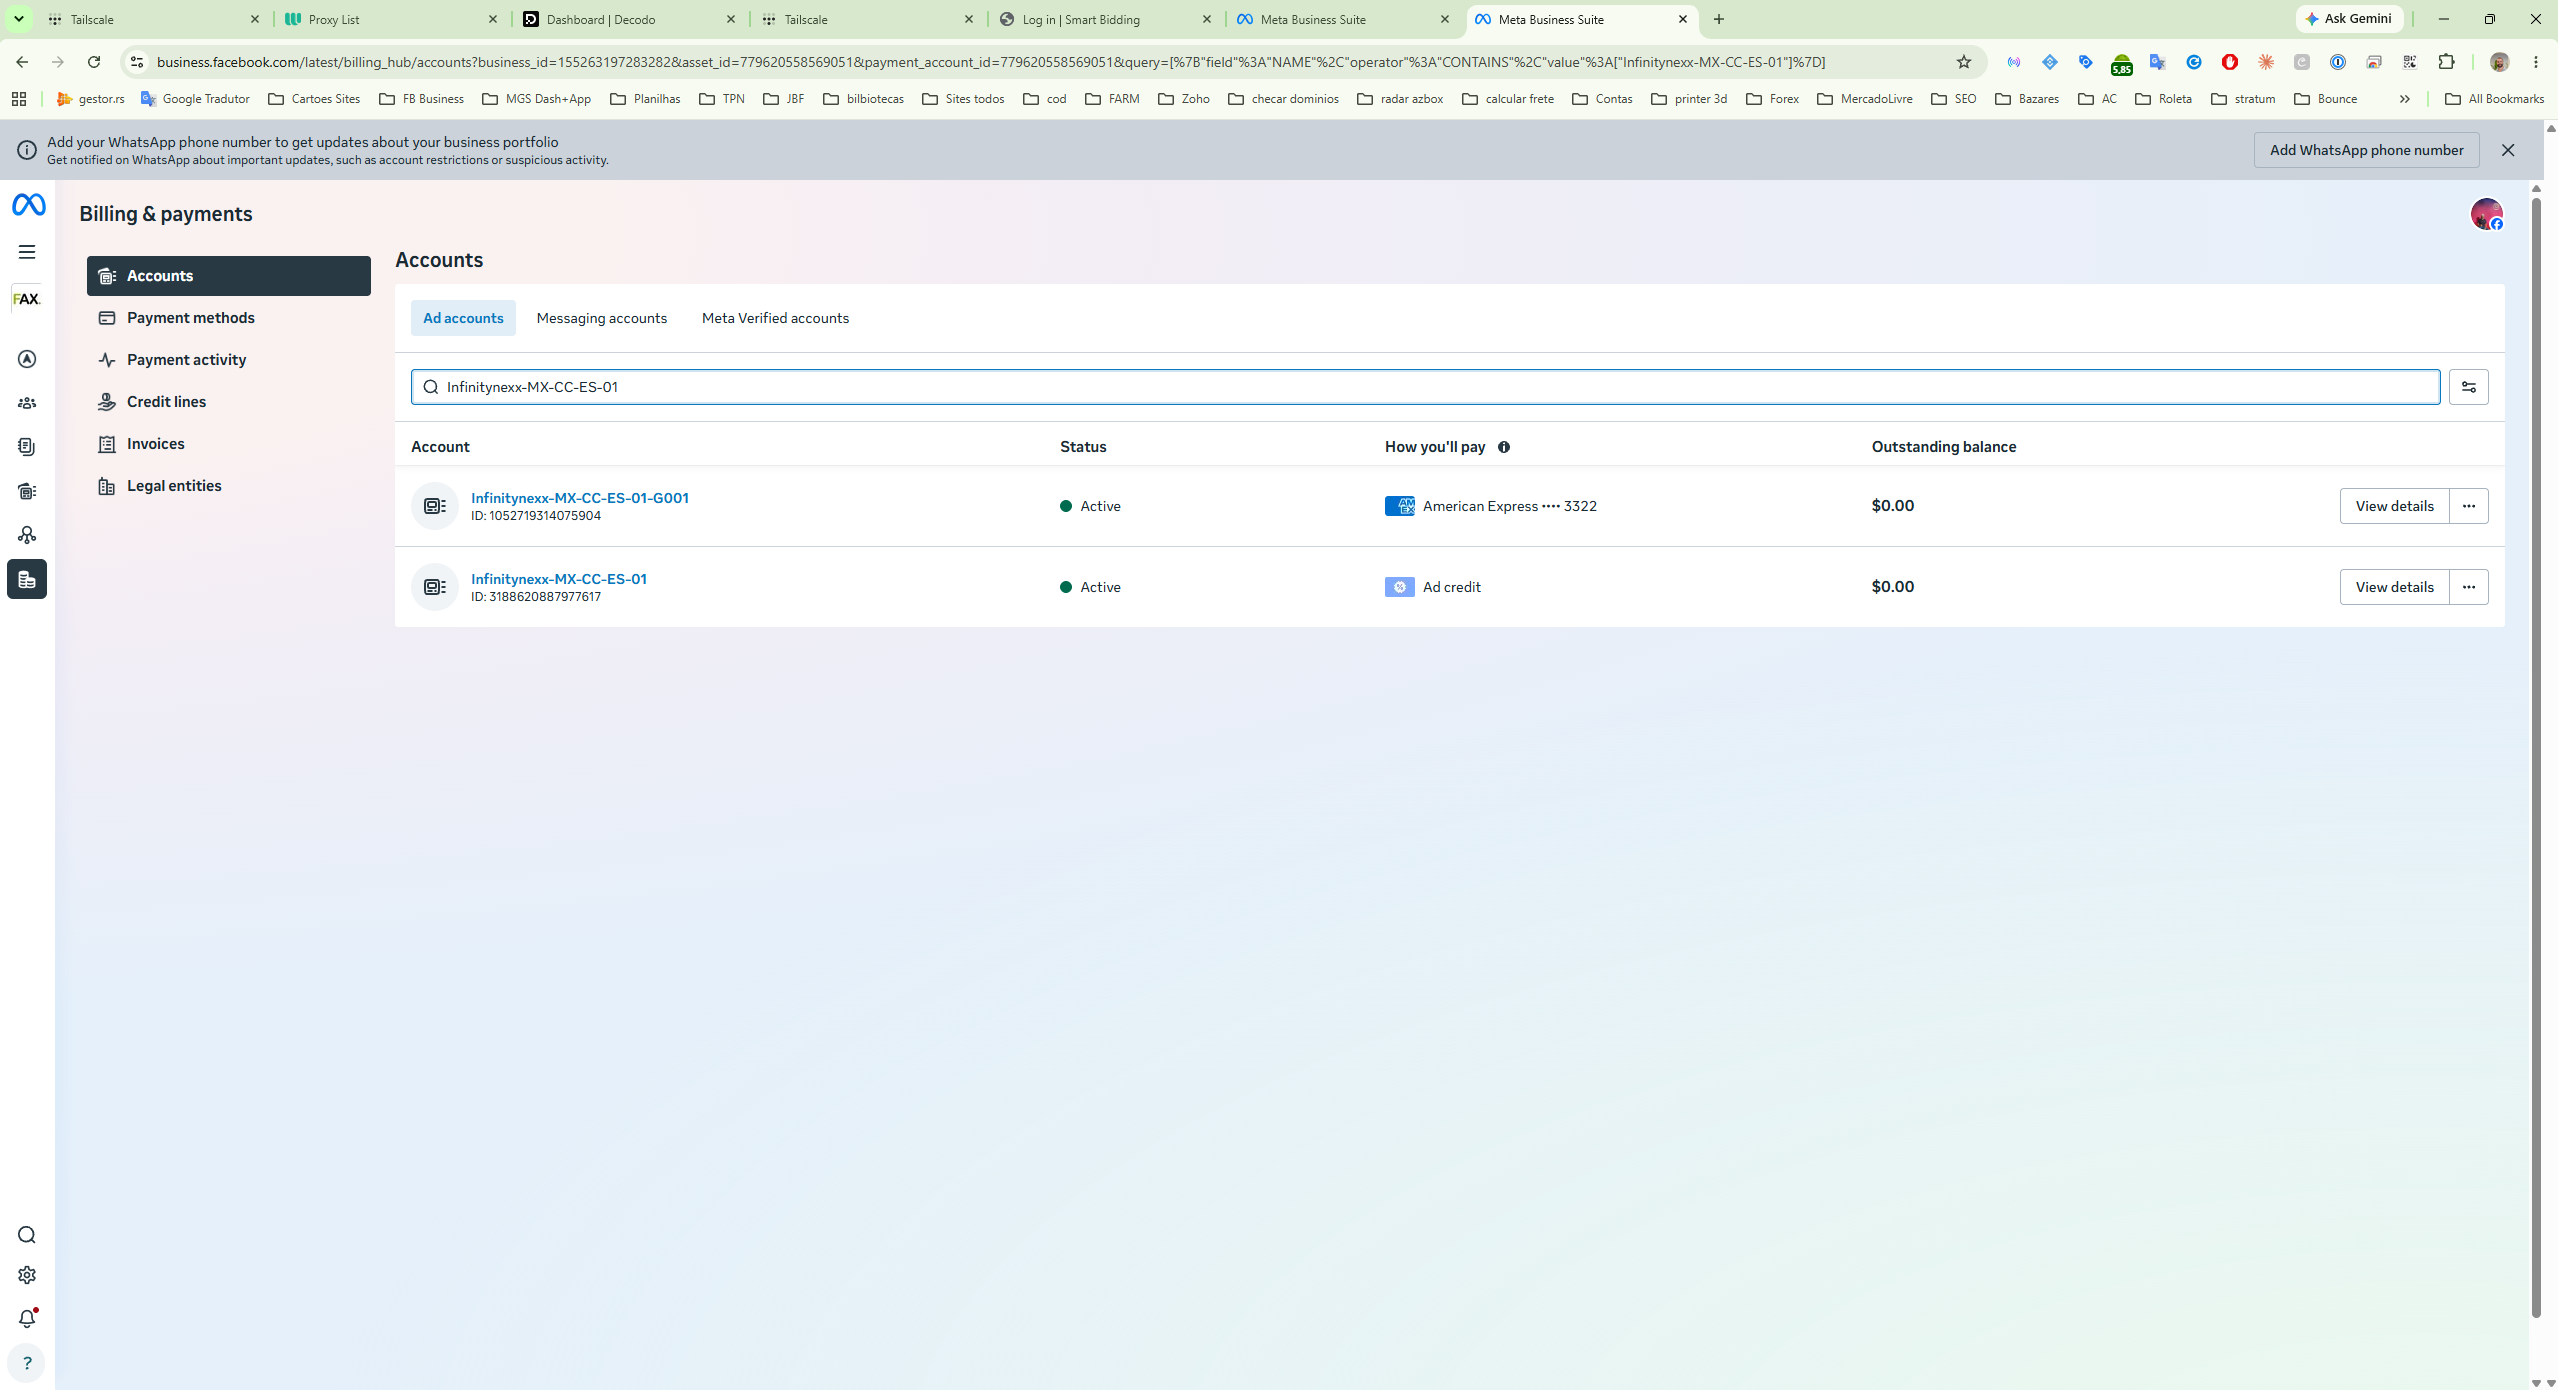 Tailscale
Proxy List
Dashboard | Decodo
Tailscale
Log in | Smart Bidding
Meta Business Suite
Meta Business Suite
Ask Gemini
business.facebook.com/latest/billing_hub/accounts?business_id=155263197283282&asset_id=779620558569051&payment_account_id=779620558569051&query=[%7B"field"%3A"NAME"%2C"operator"%3A"CONTAINS"%2C"value"%3A["Infinitynexx-MX-CC-ES-01"]%7D]
5,85
gestor.rs
Google Tradutor
Cartoes Sites
FB Business
MGS Dash+App
Planilhas
TPN
JBF
bilbiotecas
Sites todos
cod
FARM
Zoho
checar dominios
radar azbox
calcular frete
Contas
printer 3d
Forex
MercadoLivre
SEO
Bazares
AC
Roleta
stratum
Bounce
All Bookmarks
Add your WhatsApp phone number to get updates about your business portfolio
Get notified on WhatsApp about important updates, such as account restrictions or suspicious activity.
Add WhatsApp phone number
Billing & payments
FAX.
Accounts
Payment methods
Payment activity
Credit lines
Invoices
Legal entities
Accounts
Ad accounts
Messaging accounts
Meta Verified accounts
Infinitynexx-MX-CC-ES-01
Account
Status
How you'll pay
Outstanding balance
Infinitynexx-MX-CC-ES-01-G001
ID: 1052719314075904
Active
AM
EX
American Express •••• 3322
$0.00
View details
Infinitynexx-MX-CC-ES-01
ID: 3188620887977617
Active
Ad credit
$0.00
View details
?